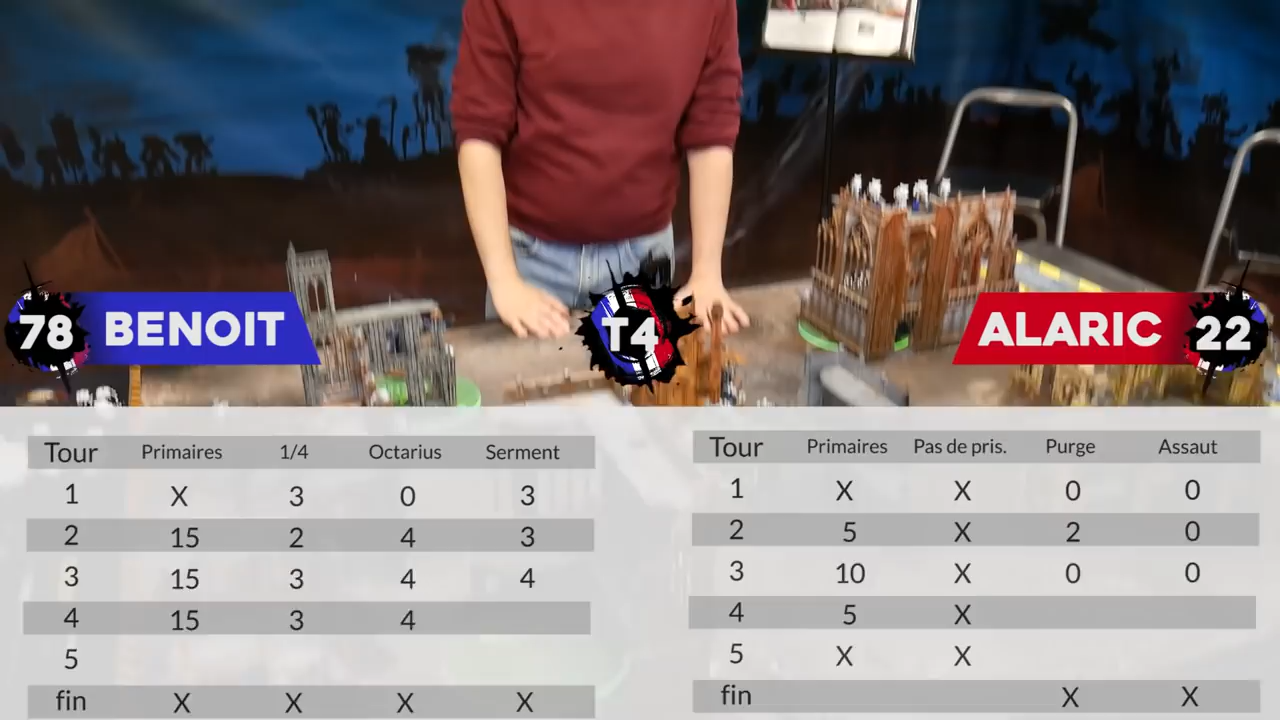 78 BENOIT
T4
ALARIC 22
Tour Primaires 1/4 Octarius Serment
1 X 3 0 3
2 15 2 4 3
3 15 3 4 4
4 15 3 4
5
fin X X X X
Tour Primaires Pas de pris. Purge Assaut
1 X X 0 0
2 5 X 2 0
3 10 X 0 0
4 5 X
5 X X
fin X X